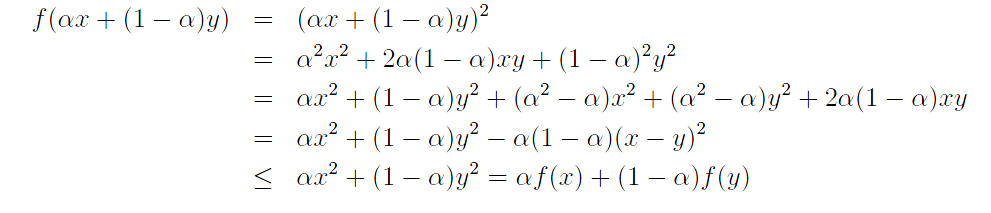 f(αx + (1 − α)y) = (αx + (1 − α)y)²
= α²x² + 2α(1 − α)xy + (1 − α)²y²
= αx² + (1 − α)y² + (α² − α)x² + (α² − α)y² + 2α(1 − α)xy
= αx² + (1 − α)y² − α(1 − α)(x − y)²
≤ αx² + (1 − α)y² = αf(x) + (1 − α)f(y)